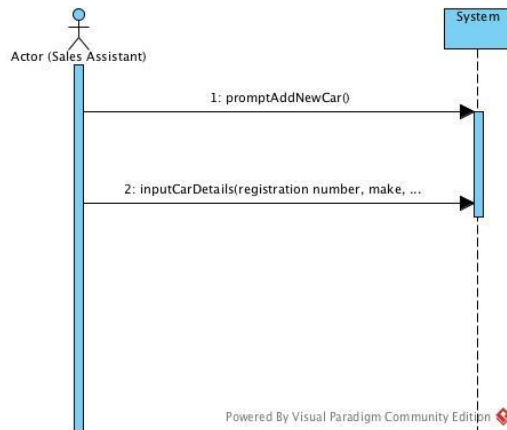 System
Actor (Sales Assistant)
1: promptAddNewCar()
2: inputCarDetails(registration number, make, ...
Powered By Visual Paradigm Community Edition